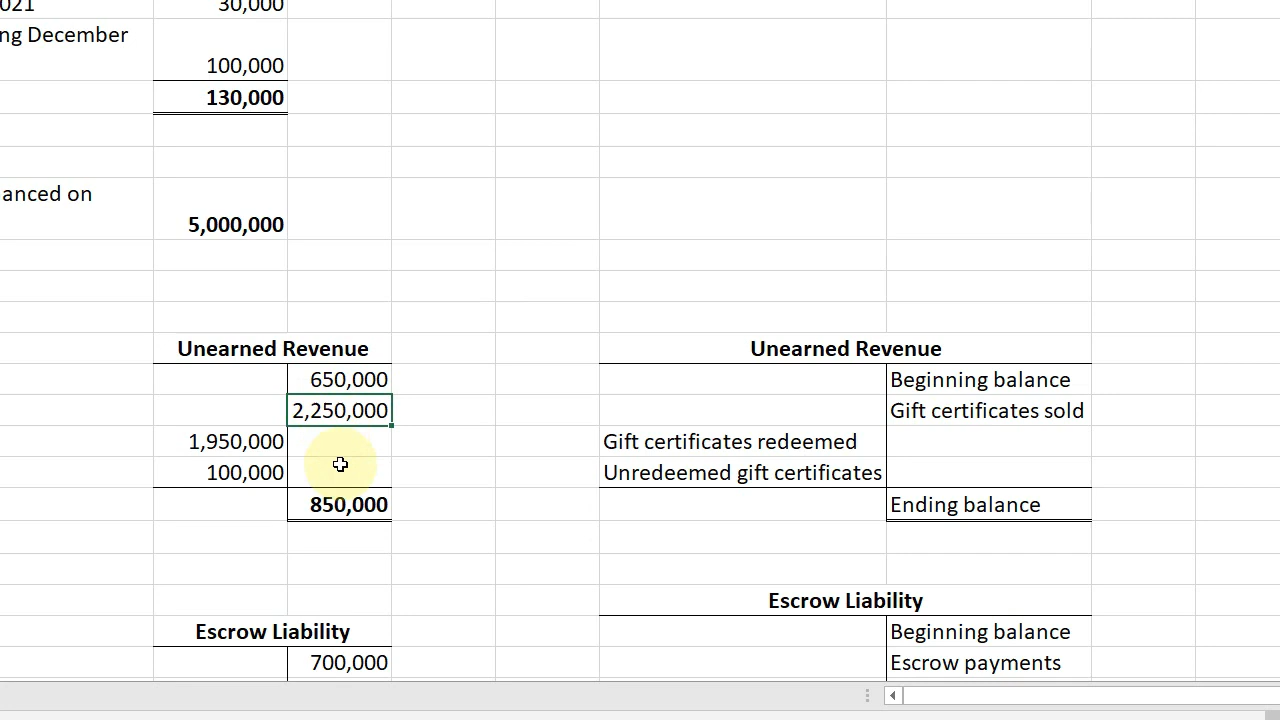 021 30,000
ng December
100,000
130,000
anced on
5,000,000
Unearned Revenue Unearned Revenue
650,000 Beginning balance
2,250,000 Gift certificates sold
1,950,000 Gift certificates redeemed
100,000 Unredeemed gift certificates
850,000 Ending balance
Escrow Liability
Escrow Liability Beginning balance
700,000 Escrow payments